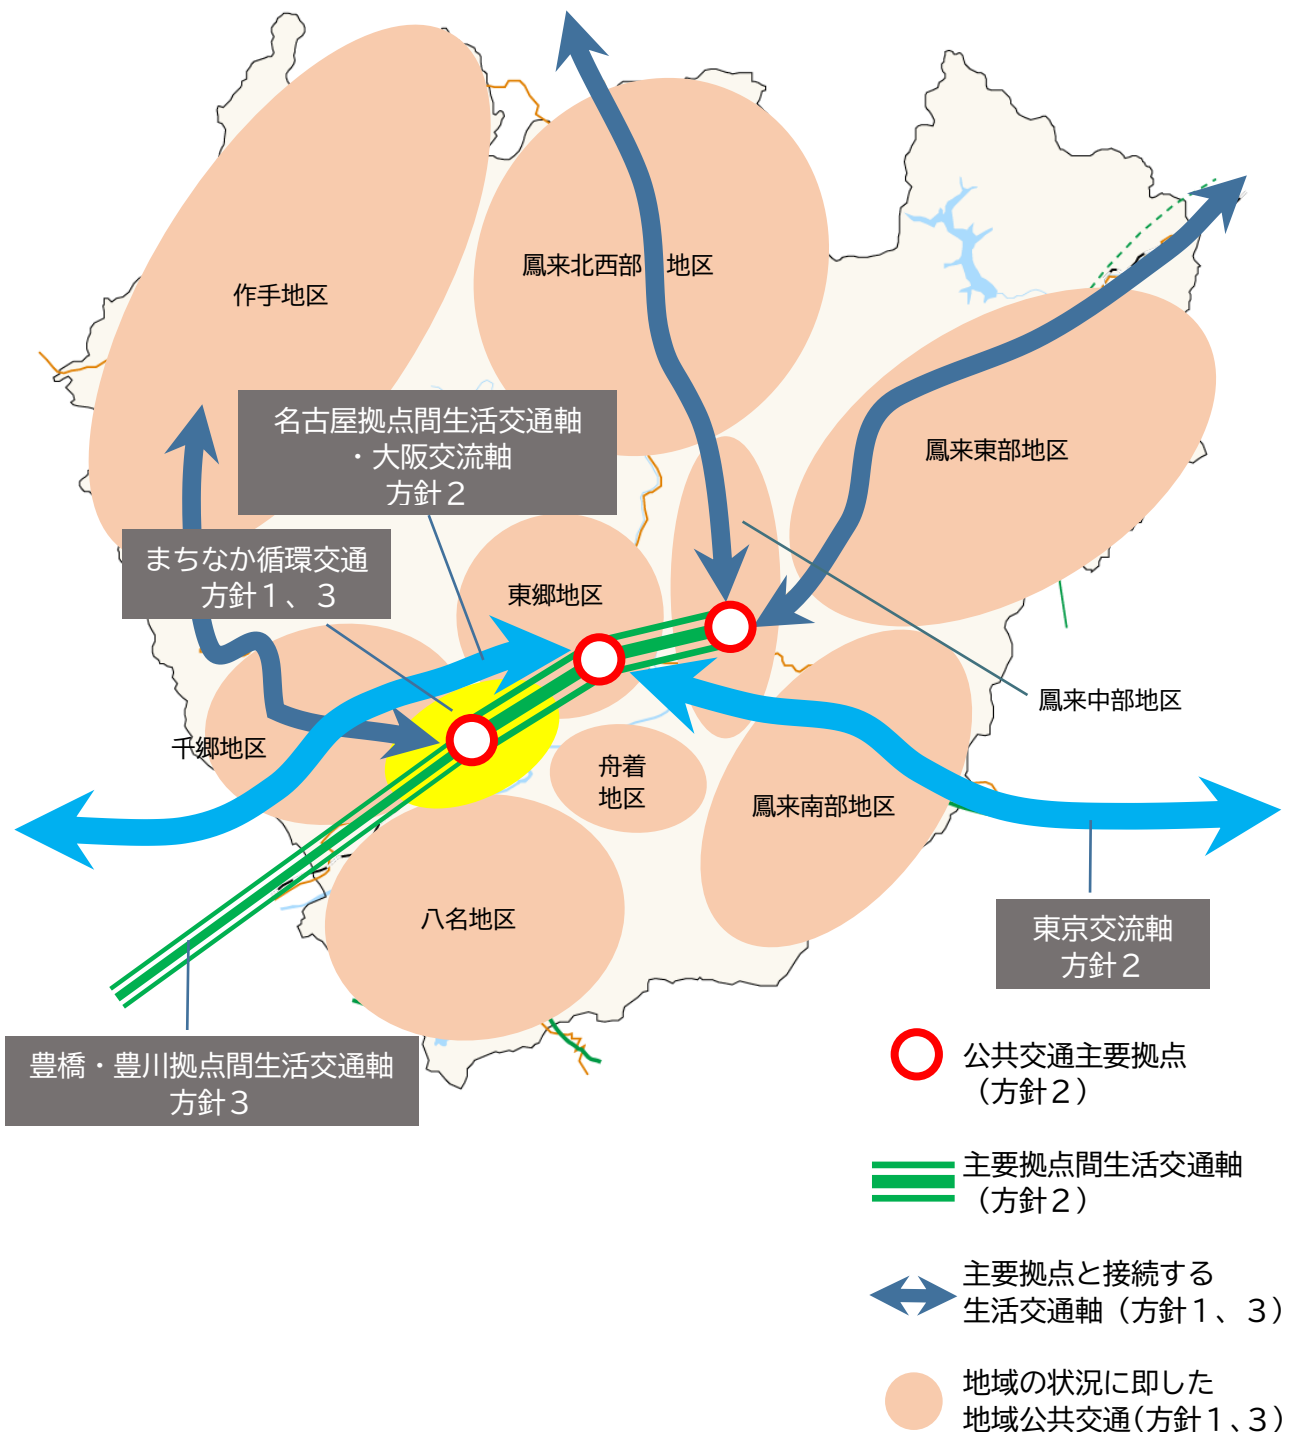 鳳来北西部 地区
作手地区
名古屋拠点間生活交通軸
・大阪交流軸
方針２
鳳来東部地区
まちなか循環交通
方針１、３
東郷地区
鳳来中部地区
千郷地区
舟着
地区
鳳来南部地区
八名地区
東京交流軸
方針２
豊橋・豊川拠点間生活交通軸
方針３
公共交通主要拠点
（方針２）
主要拠点間生活交通軸
（方針２）
主要拠点と接続する
生活交通軸（方針１、３）
地域の状況に即した
地域公共交通（方針１、３）